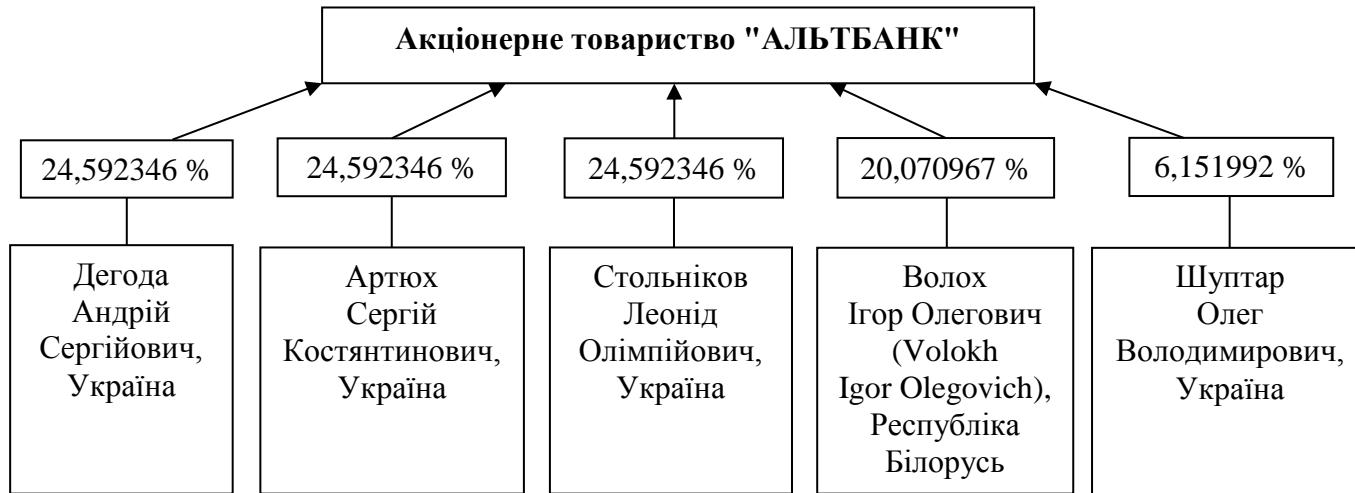 Акціонерне товариство "АЛЬТБАНК"
24,592346 %
24,592346 %
24,592346 %
20,070967 %
6,151992 %
Дегода
Андрій
Сергійович,
Україна
Артюх
Сергій
Костянтинович,
Україна
Стольніков
Леонід
Олімпійович,
Україна
Волох
Ігор Олегович
(Volokh
Igor Olegovich),
Республіка
Білорусь
Шуптар
Олег
Володимирович,
Україна